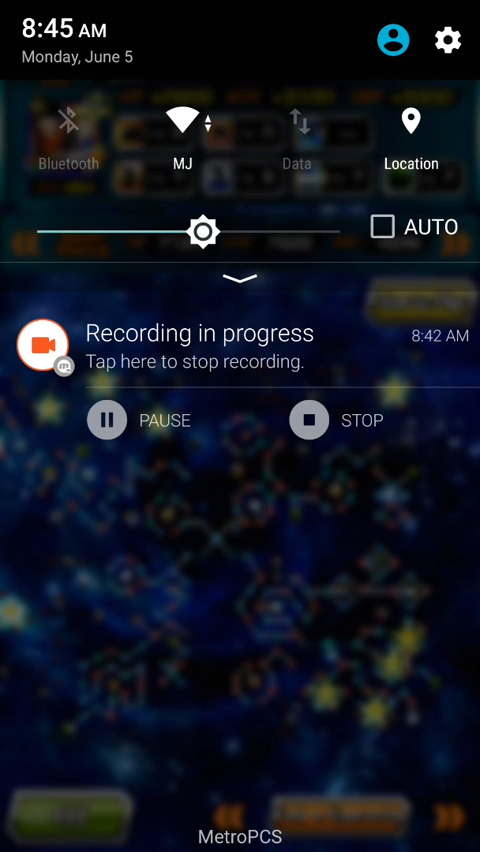 8:45 AM
Monday, June 5
Bluetooth
MJ
Data
Location
AUTO
Recording in progress
8:42 AM
Tap here to stop recording.
PAUSE
STOP
MetroPCS